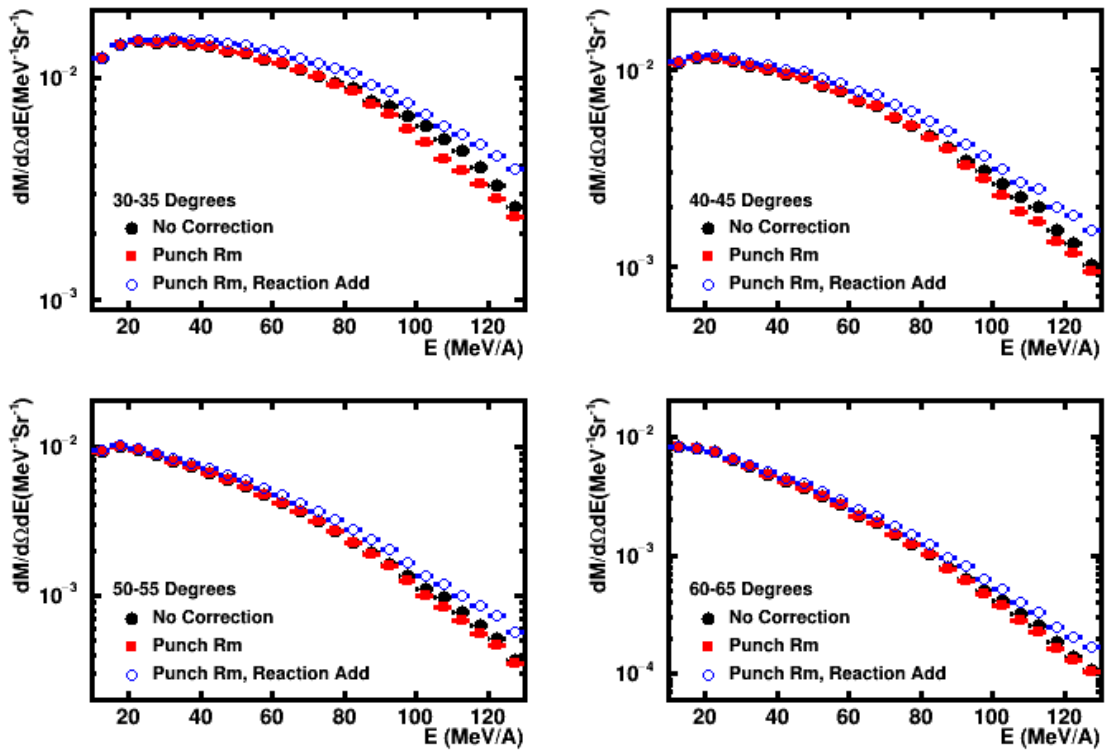 dM/dΩdE(MeV⁻¹Sr⁻¹)
10⁻²
10⁻³
30-35 Degrees
No Correction
Punch Rm
Punch Rm, Reaction Add
20 40 60 80 100 120
E (MeV/A)
dM/dΩdE(MeV⁻¹Sr⁻¹)
10⁻²
10⁻³
40-45 Degrees
No Correction
Punch Rm
Punch Rm, Reaction Add
20 40 60 80 100 120
E (MeV/A)
dM/dΩdE(MeV⁻¹Sr⁻¹)
10⁻²
10⁻³
50-55 Degrees
No Correction
Punch Rm
Punch Rm, Reaction Add
20 40 60 80 100 120
E (MeV/A)
dM/dΩdE(MeV⁻¹Sr⁻¹)
10⁻²
10⁻³
10⁻⁴
60-65 Degrees
No Correction
Punch Rm
Punch Rm, Reaction Add
20 40 60 80 100 120
E (MeV/A)